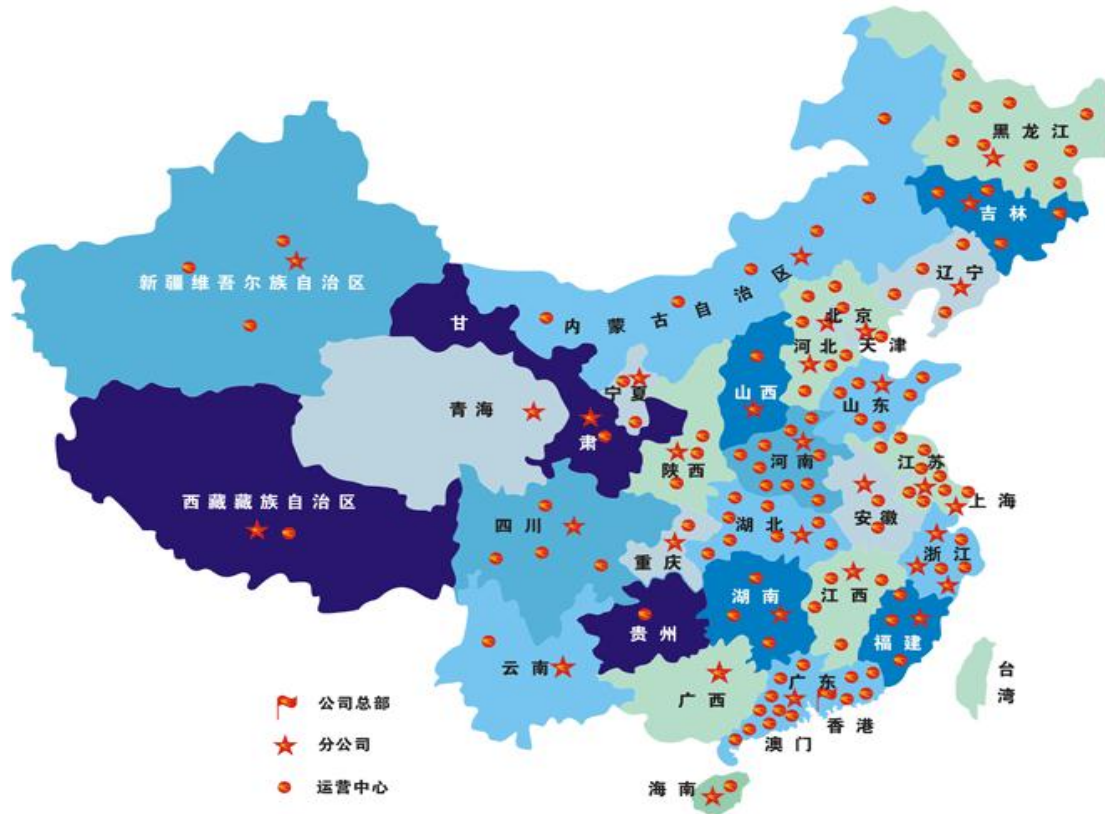 黑龙江
吉林
辽宁
新疆维吾尔族自治区
内蒙古自治区
甘
肃
北京
河北
天津
宁夏
山西
青海
山东
陕西
河南
江苏
西藏藏族自治区
四川
上海
安徽
湖北
重庆
浙江
湖南
江西
贵州
福建
云南
广西
广东
台
湾
香港
澳门
海南
公司总部
分公司
运营中心